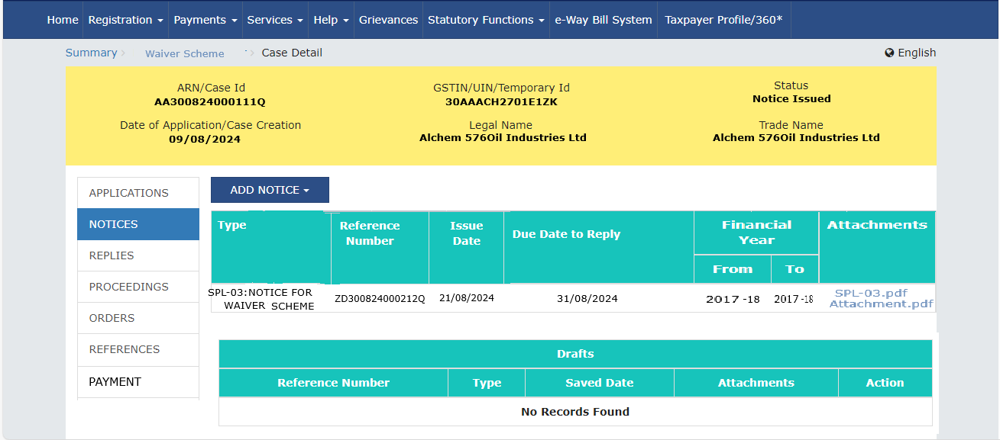 Home Registration Payments Services Help Grievances Statutory Functions e-Way Bill System Taxpayer Profile/360*
Summary > Waiver Scheme > Case Detail English
ARN/Case Id GSTIN/UIN/Temporary Id Status
AA300824000111Q 30AAACH2701E1ZK Notice Issued
Date of Application/Case Creation Legal Name Trade Name
09/08/2024 Alchem 576Oil Industries Ltd Alchem 576Oil Industries Ltd
APPLICATIONS
NOTICES
REPLIES
PROCEEDINGS
ORDERS
REFERENCES
PAYMENT
ADD NOTICE
Type Reference Issue Due Date to Reply Financial Attachments
Number Date Year
From To
SPL-03:NOTICE FOR ZD300824000212Q 21/08/2024 31/08/2024 2017 -18 2017 -18 SPL-03.pdf
WAIVER SCHEME Attachment.pdf
Drafts
Reference Number Type Saved Date Attachments Action
No Records Found